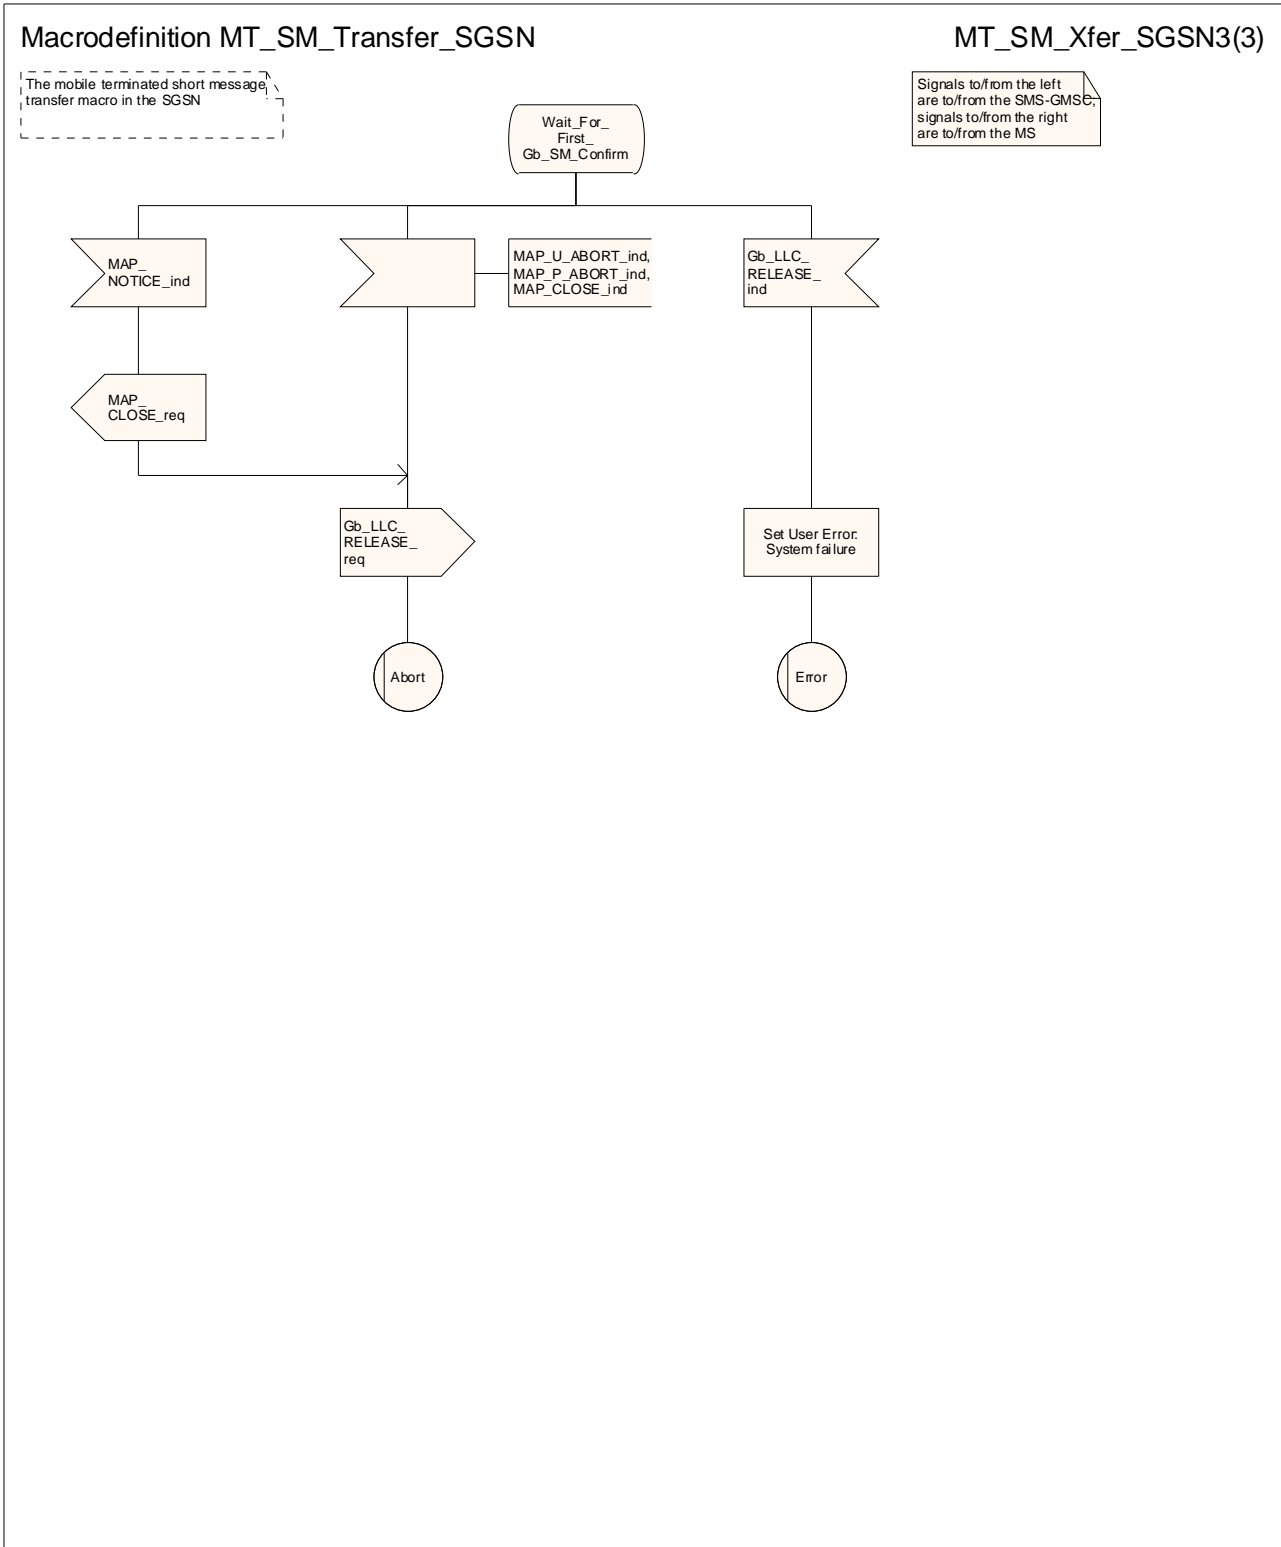 Macrodefinition MT_SM_Transfer_SGSN
MT_SM_Xfer_SGSN3(3)
The mobile terminated short message
transfer macro in the SGSN
Signals to/from the left
are to/from the SMS-GMSC;
signals to/from the right
are to/from the MS
Wait_For_
First_
Gb_SM_Confirm
MAP_
NOTICE_ind
MAP_U_ABORT_ind,
MAP_P_ABORT_ind,
MAP_CLOSE_ind
Gb_LLC_
RELEASE_
ind
MAP_
CLOSE_req
Gb_LLC_
RELEASE_
req
Set User Error:
System failure
Abort
Error